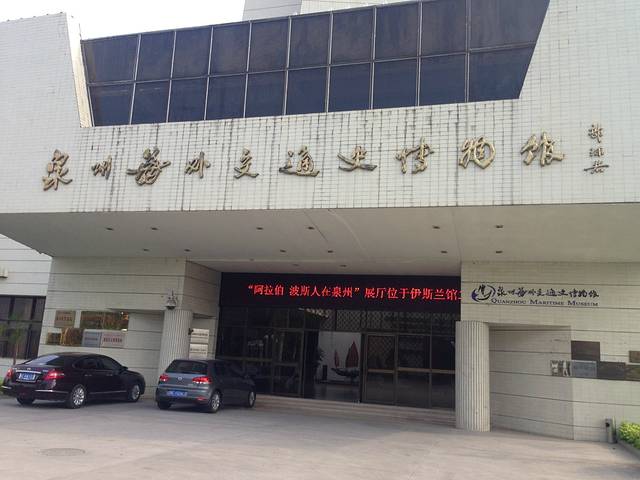 泉州海外交通史博物馆
“阿拉伯 波斯人在泉州”展厅位于伊斯兰馆
泉州海外交通史博物馆
QUANZHOU MARITIME MUSEUM